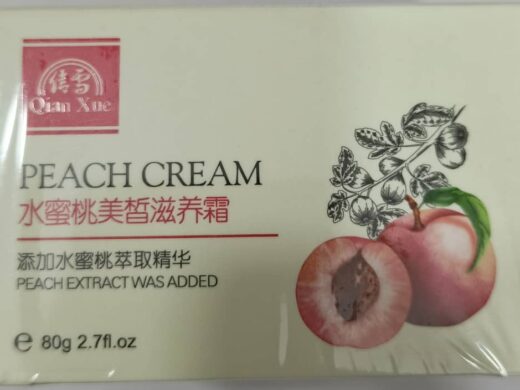 倩雪
Qian Xue
PEACH CREAM
水蜜桃美皙滋养霜
添加水蜜桃萃取精华
PEACH EXTRACT WAS ADDED
℮ 80g 2.7fl.oz